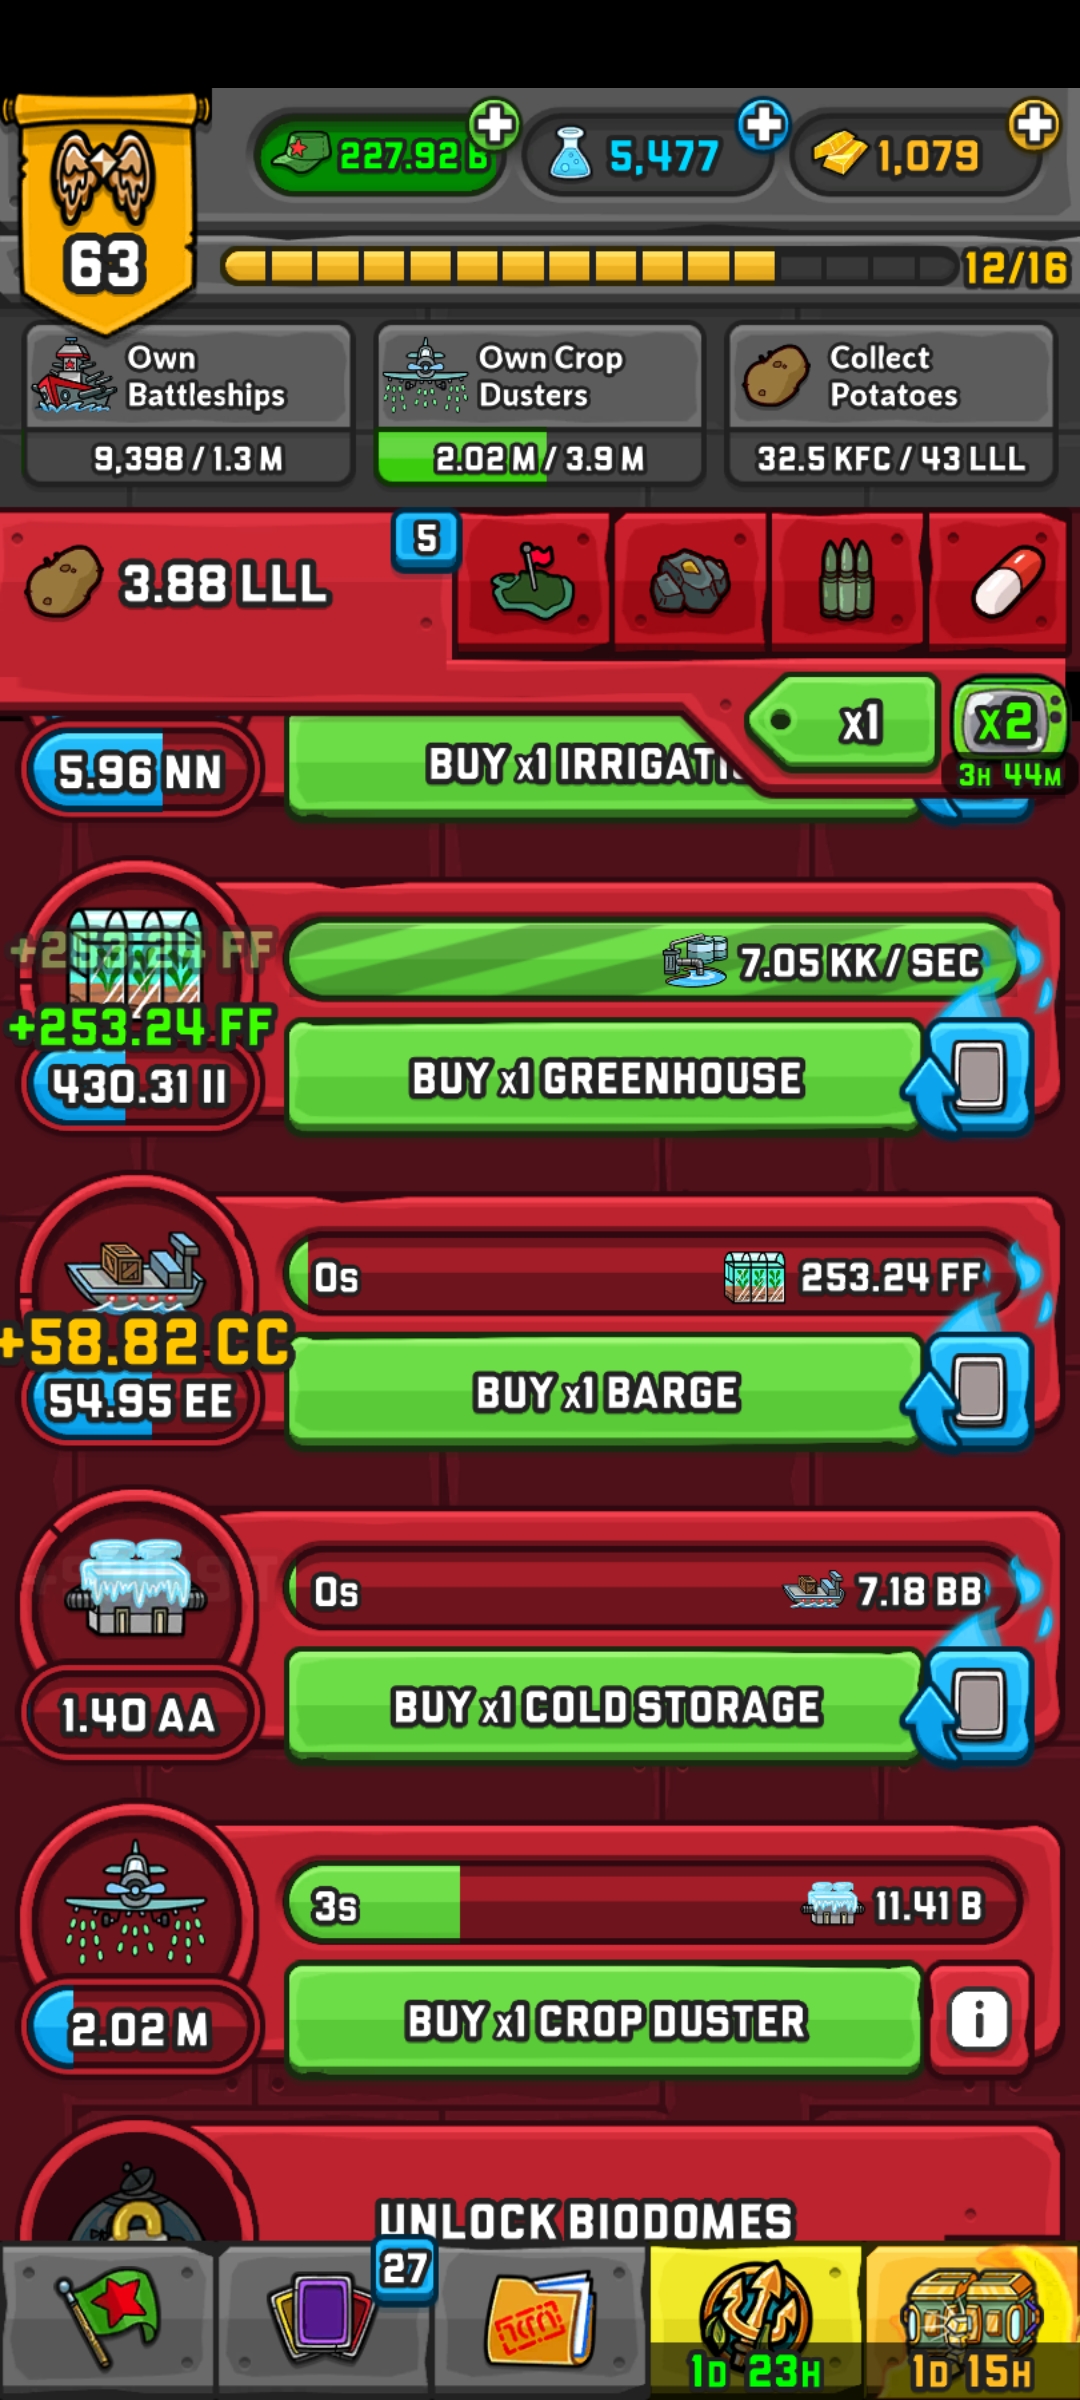 227.92 B
5,477
1,079
63
12/16
Own
Battleships
9,398 / 1.3 M
Own Crop
Dusters
2.02 M / 3.9 M
Collect
Potatoes
32.5 KFC / 43 LLL
3.88 LLL
5
x1
x2
3H 44M
5.96 NN
BUY x1 IRRIGATI
+253.24 FF
7.05 KK / SEC
+253.24 FF
430.31 II
BUY x1 GREENHOUSE
0s
253.24 FF
+58.82 CC
54.95 EE
BUY x1 BARGE
0s
7.18 BB
1.40 AA
BUY x1 COLD STORAGE
3s
11.41 B
2.02 M
BUY x1 CROP DUSTER
i
UNLOCK BIODOMES
27
1D 23H
1D 15H